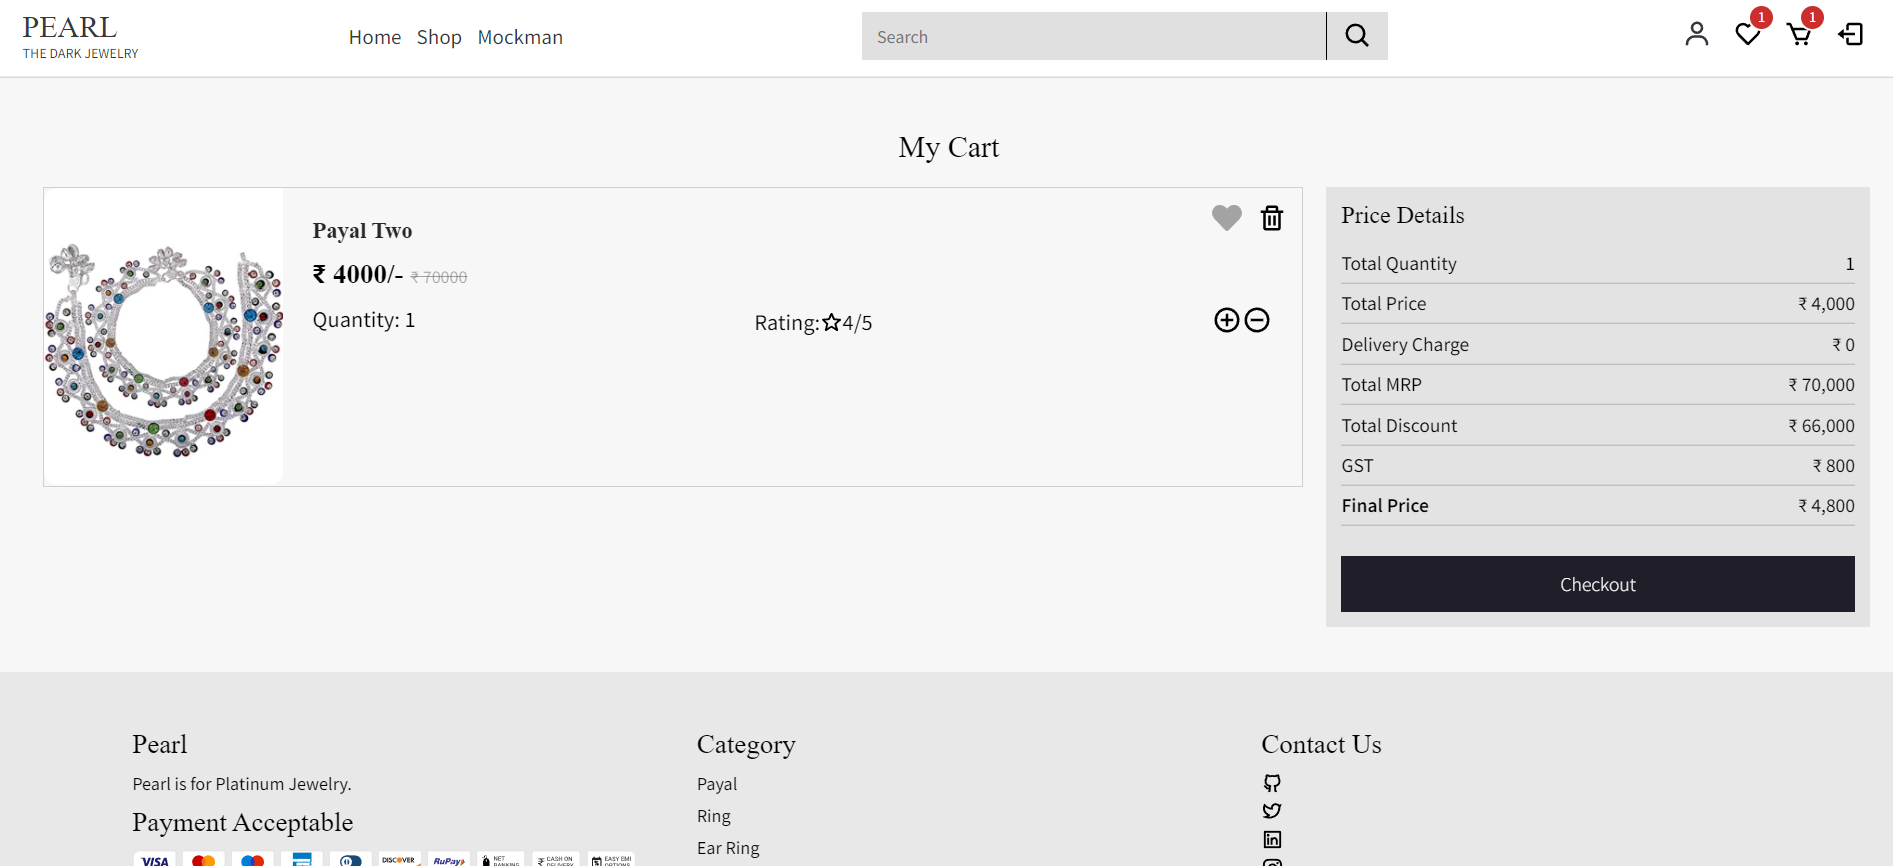 PEARL
THE DARK JEWELRY
Home Shop Mockman
Search
1
1
My Cart
Payal Two
₹ 4000/- ₹ 70000
Quantity: 1
Rating:4/5
Price Details
Total Quantity 1
Total Price ₹ 4,000
Delivery Charge ₹ 0
Total MRP ₹ 70,000
Total Discount ₹ 66,000
GST ₹ 800
Final Price ₹ 4,800
Checkout
Pearl
Pearl is for Platinum Jewelry.
Payment Acceptable
VISA
DISCOVER
RuPay
NET BANKING
₹ CASH ON DELIVERY
EASY EMI OPTIONS
Category
Payal
Ring
Ear Ring
Contact Us
in